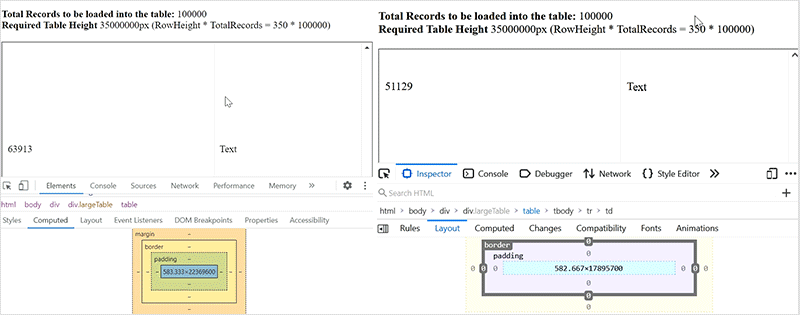 Total Records to be loaded into the table: 100000
Required Table Height 35000000px (RowHeight * TotalRecords = 350 * 100000)
63913 Text
Elements Console Sources Network Performance Memory »
html body div div.largeTable table
Styles Computed Layout Event Listeners DOM Breakpoints Properties Accessibility
margin –
border –
padding –
– – – 583.333×22369600 – – –
–
–
–
Total Records to be loaded into the table: 100000
Required Table Height 35000000px (RowHeight * TotalRecords = 350 * 100000)
51129 Text
Inspector Console Debugger Network Style Editor »
Search HTML +
html > body > div > div.largeTable > table > tbody > tr > td
Rules Layout Computed Changes Compatibility Fonts Animations
border 0
padding 0
0 0 0 582.667×17895700 0 0 0
0
0
0